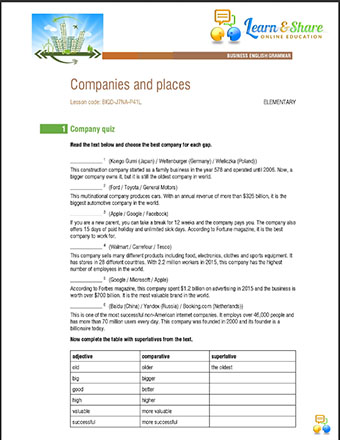 Learn & Share
ONLINE EDUCATION
BUSINESS ENGLISH GRAMMAR
Companies and places
Lesson code: BIQD-J7NA-P41L ELEMENTARY
1 Company quiz
Read the text below and choose the best company for each gap.
____________ 1 (Kongo Gumi (Japan) / Weltenburger (Germany) / Wieliczka (Poland))
This construction company started as a family business in the year 578 and operated until 2006. Now, a
bigger company owns it, but it is still the oldest company in world.
____________ 2 (Ford / Toyota / General Motors)
This multinational company produces cars. With an annual revenue of more than $325 billion, it is the
biggest automotive company in the world.
____________ 3 (Apple / Google / Facebook)
If you are a new parent, you can take a break for 12 weeks and the company pays you. The company also
offers 15 days of paid holiday and unlimited sick days. According to Fortune magazine, it is the best
company to work for.
____________ 4 (Walmart / Carrefour / Tesco)
This company sells many different products including food, electronics, clothes and sports equipment. It
has stores in 28 different countries. With 2.2 million workers in 2015, this company has the highest
number of employees in the world.
____________ 5 (Google / Microsoft / Apple)
According to Forbes magazine, this company spent $1.2 billion on advertising in 2015 and the business is
worth over $700 billion. It is the most valuable brand in the world.
____________ 6 (Baidu (China) / Yandex (Russia) / Booking.com (Netherlands))
This is one of the most successful non-American internet companies. It employs over 46,000 people and
has more than 70 million users every day. This company was founded in 2000 and its founder is a
billionaire today.
Now complete the table with superlatives from the text.
adjective comparative superlative
old older the oldest
big bigger
good better
high higher
valuable more valuable
successful more successful
Learn & Share